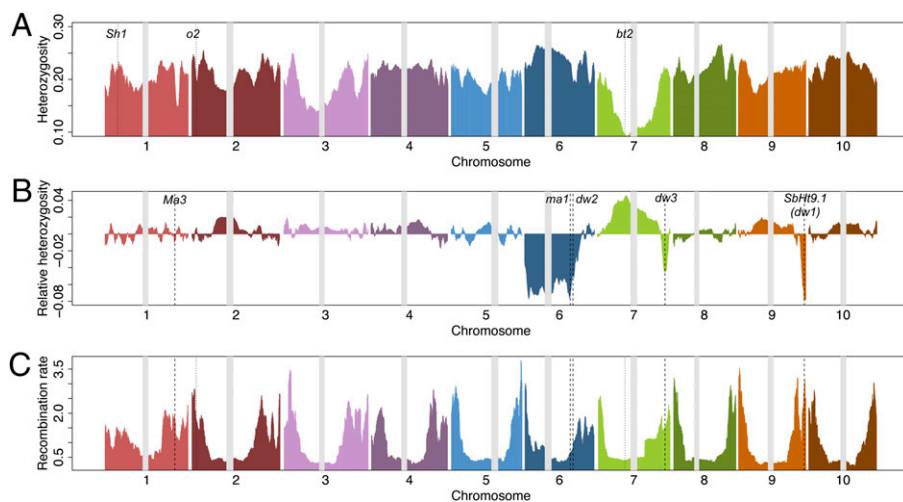 A
Heterozygosity
0.30
0.20
0.10
Sh1
o2
bt2
1 2 3 4 5 6 7 8 9 10
Chromosome
B
Relative heterozygosity
0.04
−0.02
−0.08
Ma3
ma1
dw2
dw3
SbHt9.1
(dw1)
1 2 3 4 5 6 7 8 9 10
Chromosome
C
Recombination rate
3.5
2.0
0.5
1 2 3 4 5 6 7 8 9 10
Chromosome